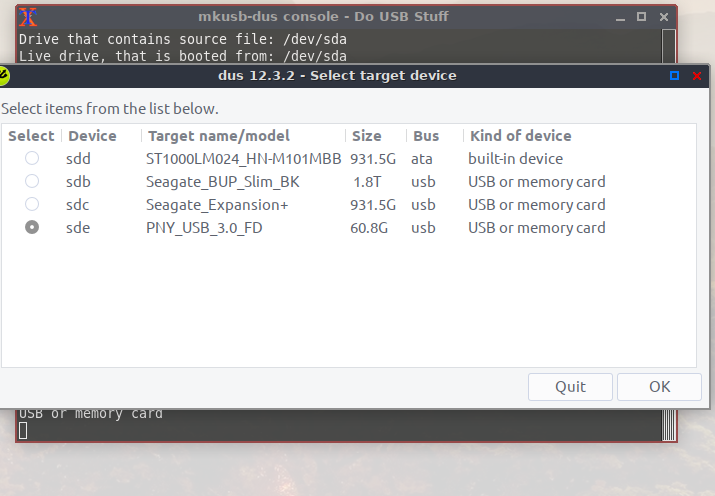 mkusb-dus console - Do USB Stuff
Drive that contains source file: /dev/sda
Live drive, that is booted from: /dev/sda
dus 12.3.2 - Select target device
Select items from the list below.
Select Device Target name/model Size Bus Kind of device
sdd ST1000LM024_HN-M101MBB 931.5G ata built-in device
sdb Seagate_BUP_Slim_BK 1.8T usb USB or memory card
sdc Seagate_Expansion+ 931.5G usb USB or memory card
sde PNY_USB_3.0_FD 60.8G usb USB or memory card
Quit OK
USB or memory card